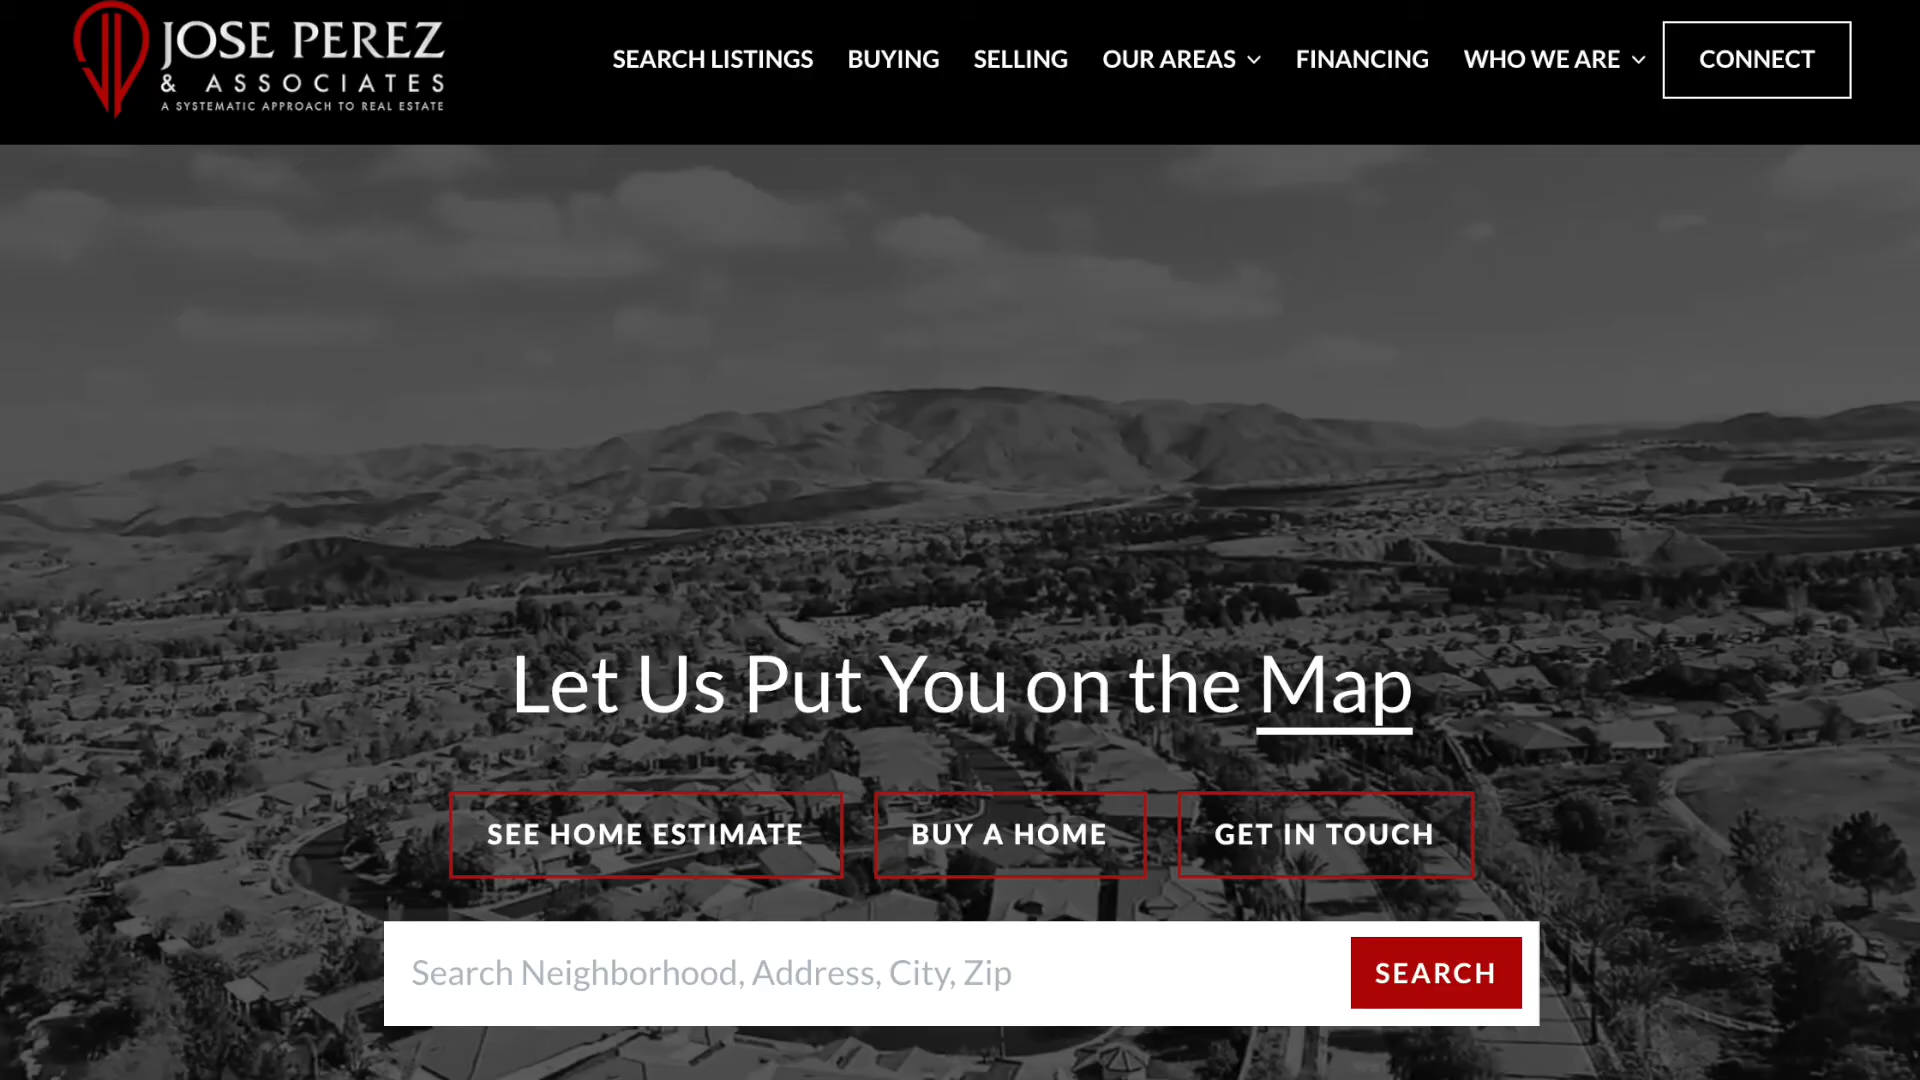 JOSE PEREZ
& ASSOCIATES
A SYSTEMATIC APPROACH TO REAL ESTATE
SEARCH LISTINGS BUYING SELLING OUR AREAS FINANCING WHO WE ARE CONNECT
Let Us Put You on the Map
SEE HOME ESTIMATE BUY A HOME GET IN TOUCH
Search Neighborhood, Address, City, Zip SEARCH